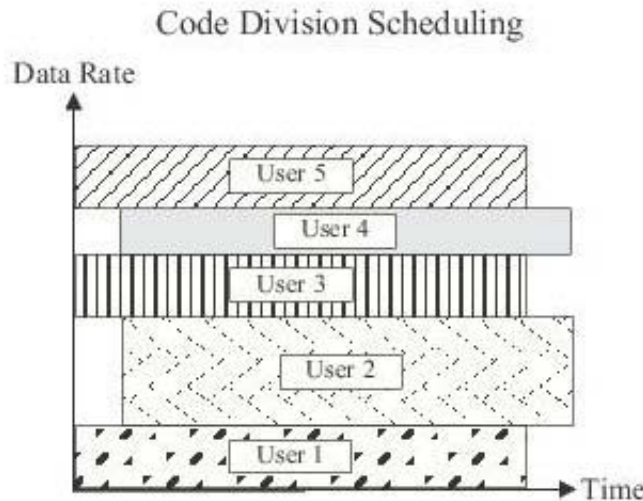 Code Division Scheduling
Data Rate
User 5
User 4
User 3
User 2
User 1
Time